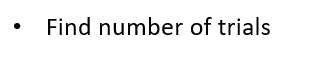 • Find number of trials